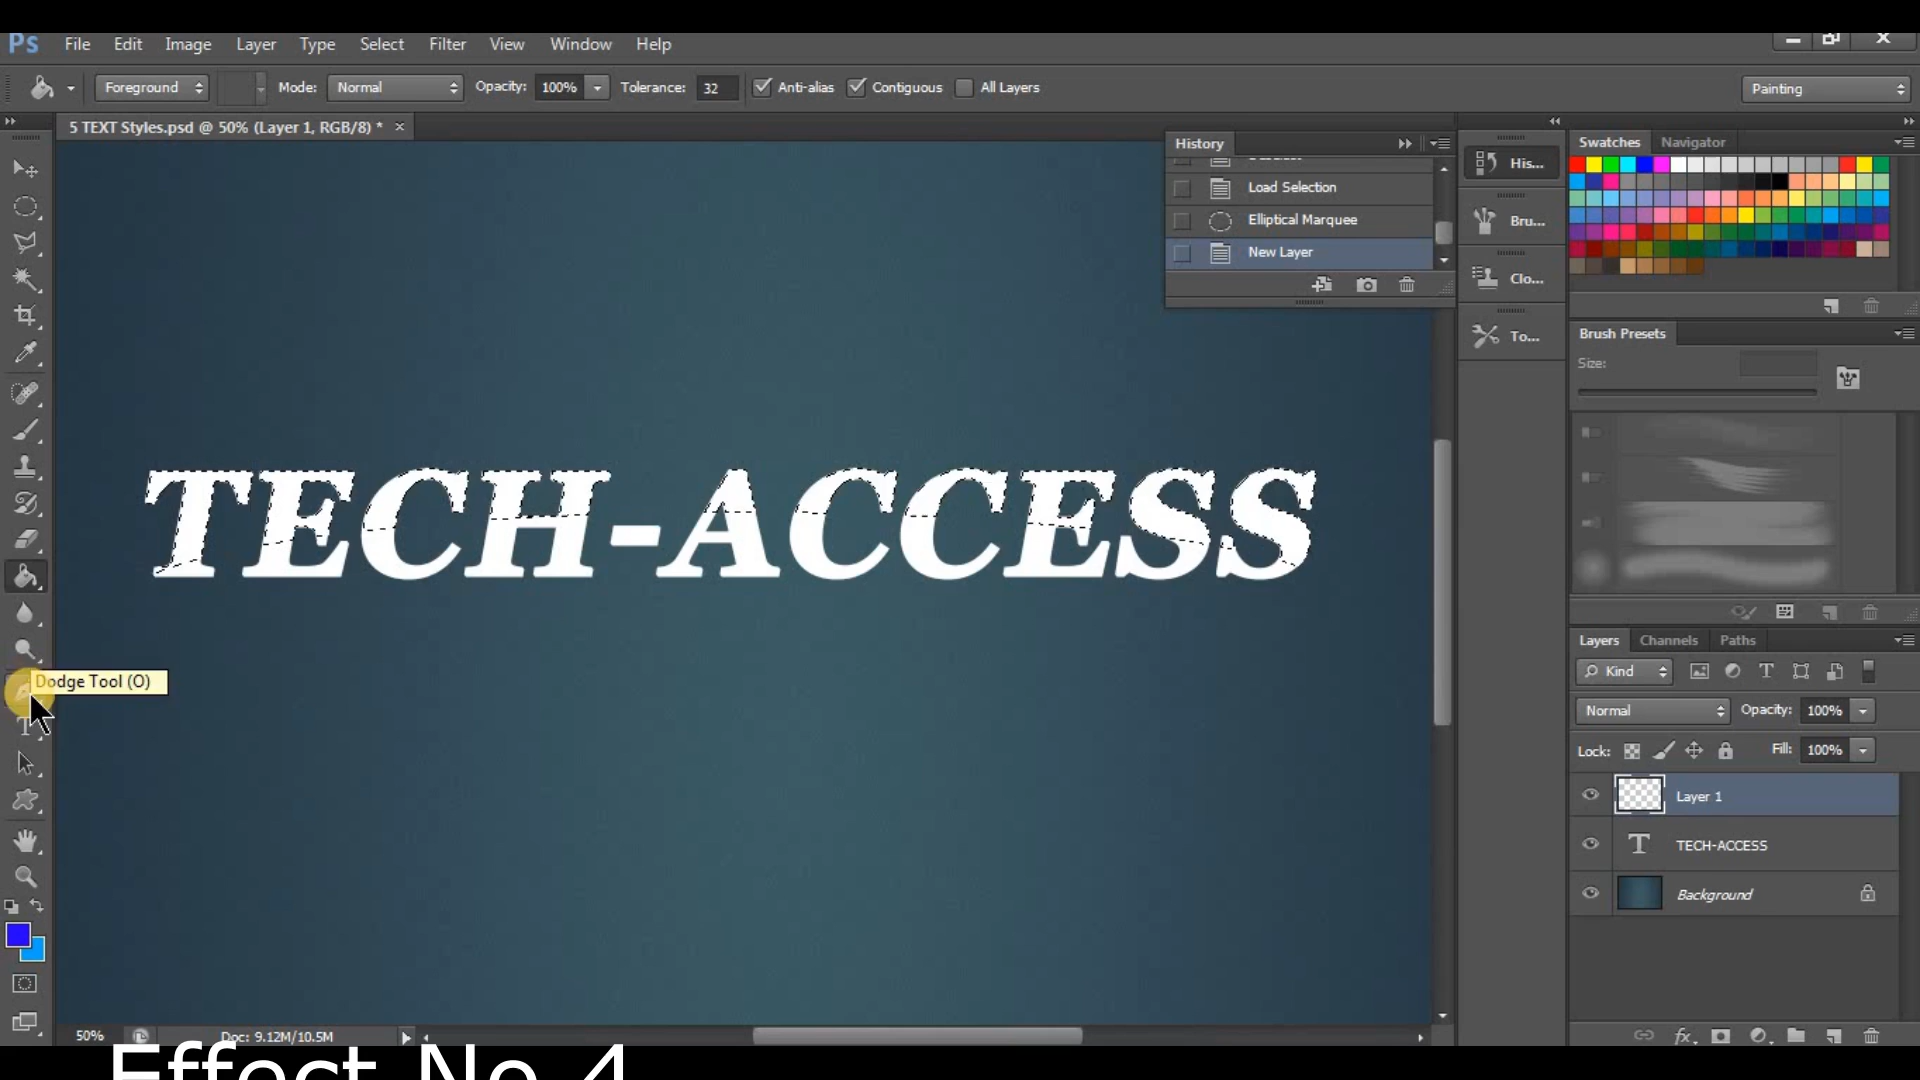 Ps File Edit Image Layer Type Select Filter View Window Help
Foreground Mode: Normal Opacity: 100% Tolerance: 32 Anti-alias Contiguous All Layers Painting
5 TEXT Styles.psd @ 50% (Layer 1, RGB/8) * ×
History
Load Selection
Elliptical Marquee
New Layer
His...
Bru...
Clo...
To...
Swatches Navigator
Brush Presets
Size:
TECH-ACCESS
Dodge Tool (O)
Layers Channels Paths
Kind
Normal Opacity: 100%
Lock: Fill: 100%
Layer 1
TECH-ACCESS
Background
50% Doc: 9.12M/10.5M
Effect No 4